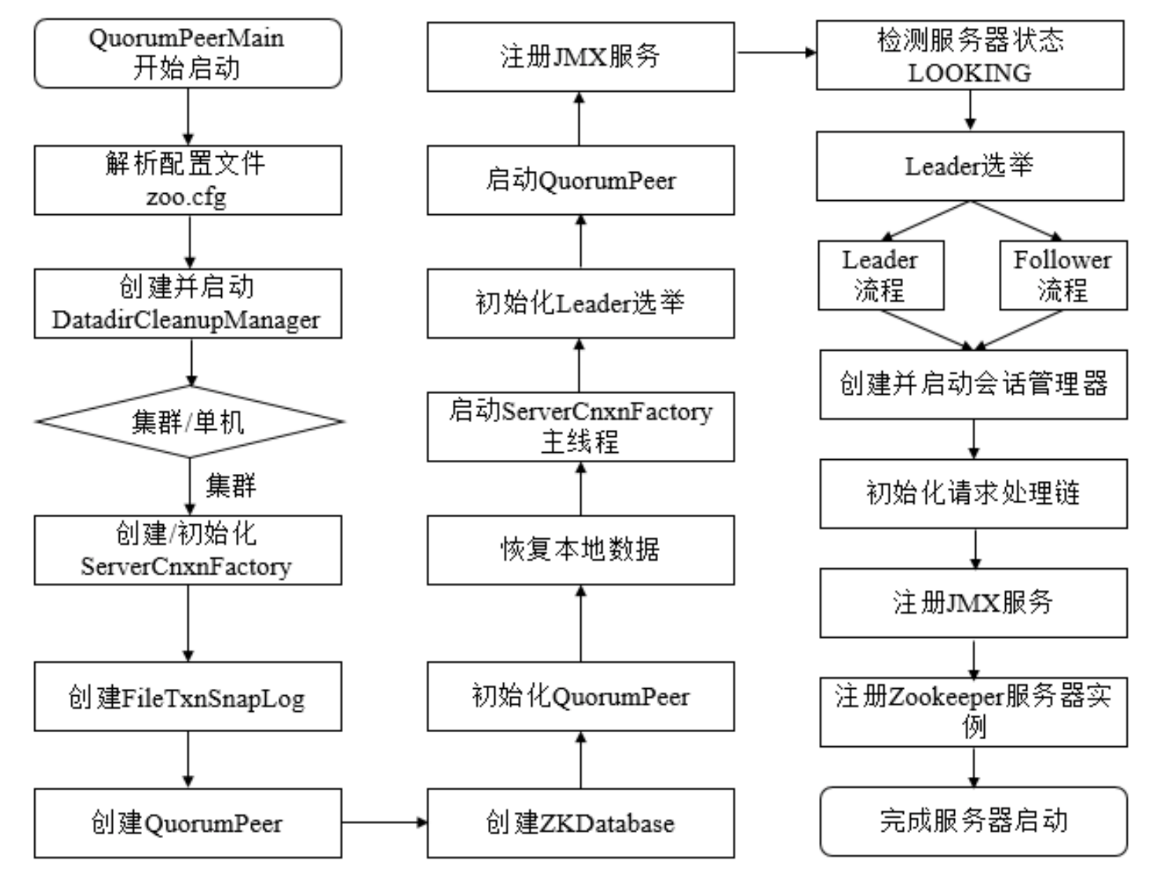 QuorumPeerMain
开始启动
解析配置文件
zoo.cfg
创建并启动
DatadirCleanupManager
集群/单机
集群
创建/初始化
ServerCnxnFactory
创建FileTxnSnapLog
创建QuorumPeer
创建ZKDatabase
初始化QuorumPeer
恢复本地数据
启动ServerCnxnFactory
主线程
初始化Leader选举
启动QuorumPeer
注册JMX服务
检测服务器状态
LOOKING
Leader选举
Leader
流程
Follower
流程
创建并启动会话管理器
初始化请求处理链
注册JMX服务
注册Zookeeper服务器实
例
完成服务器启动